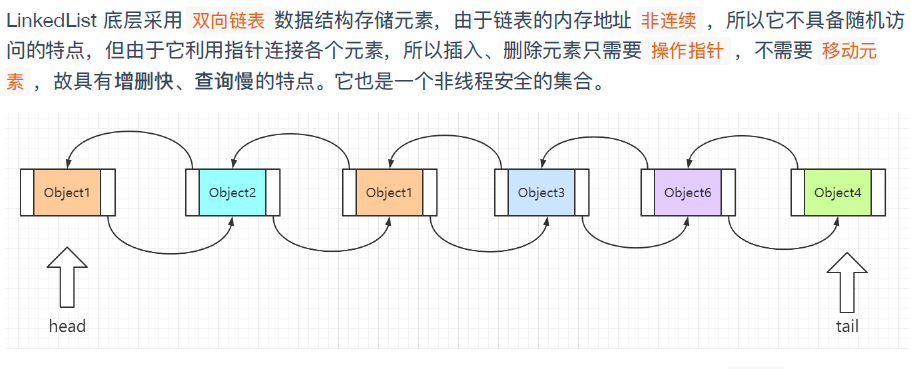 LinkedList 底层采用 双向链表 数据结构存储元素，由于链表的内存地址 非连续 ，所以它不具备随机访
问的特点，但由于它利用指针连接各个元素，所以插入、删除元素只需要 操作指针 ，不需要 移动元
素 ，故具有增删快、查询慢的特点。它也是一个非线程安全的集合。
Object1 Object2 Object1 Object3 Object6 Object4
head tail